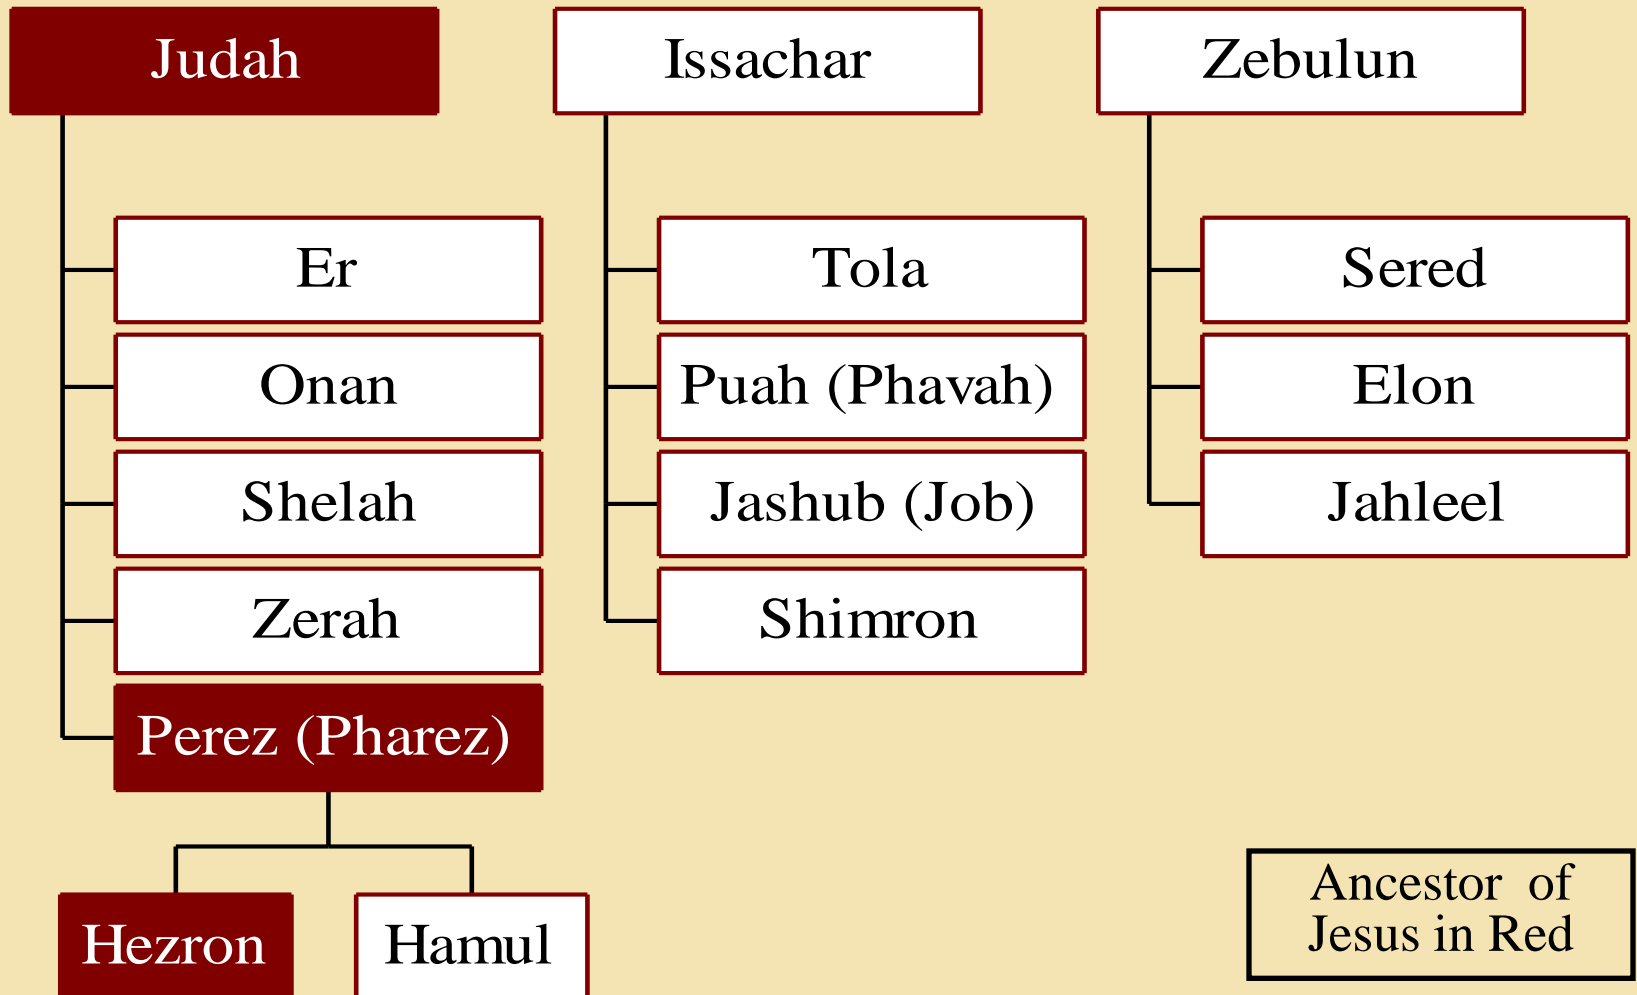 Judah
Issachar
Zebulun
Er
Tola
Sered
Onan
Puah (Phavah)
Elon
Shelah
Jashub (Job)
Jahleel
Zerah
Shimron
Perez (Pharez)
Hezron
Hamul
Ancestor of
Jesus in Red